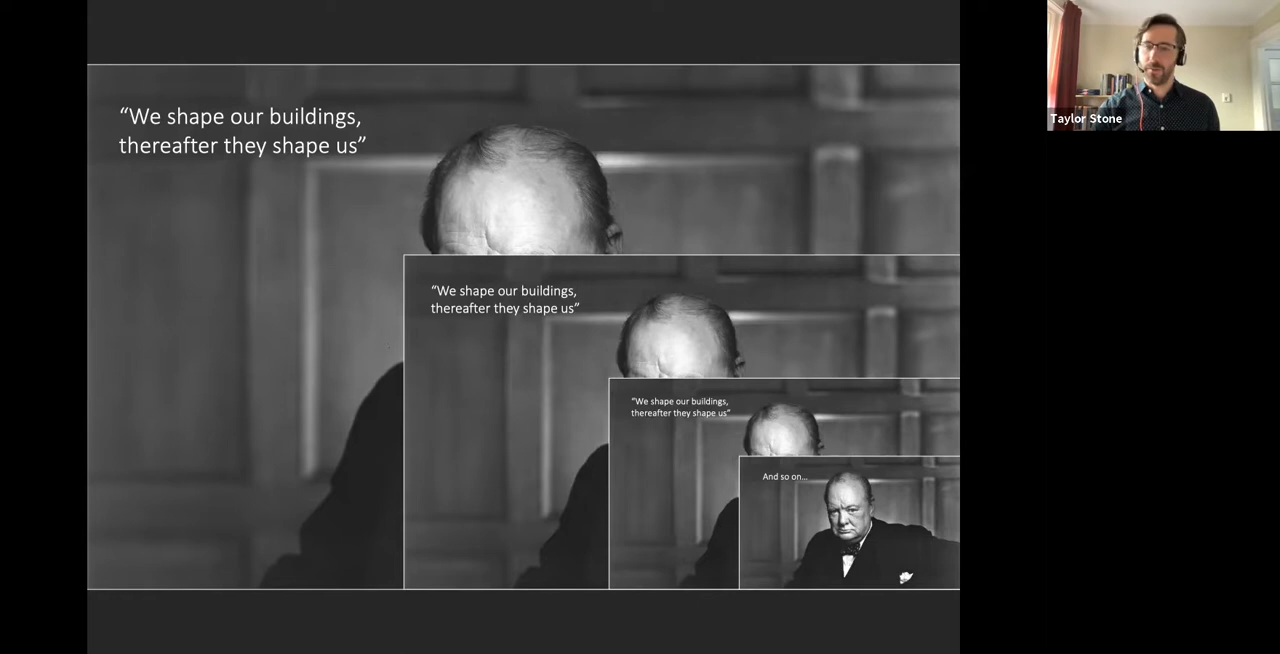 “We shape our buildings,
thereafter they shape us”
“We shape our buildings,
thereafter they shape us”
“We shape our buildings,
thereafter they shape us”
And so on...
Taylor Stone